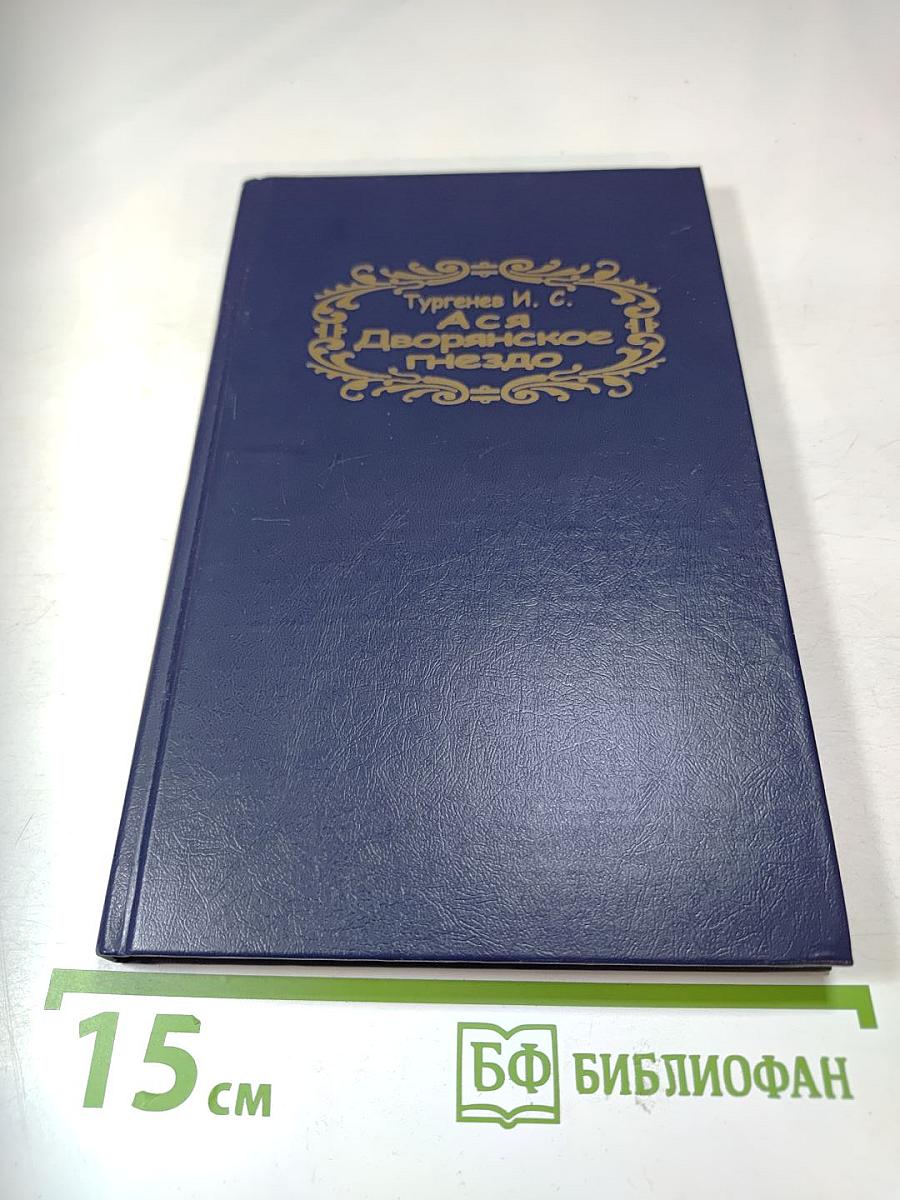 Тургенев И. С.
Ася
Дворянское
гнездо
15 см
БФ БИБЛИОФАН